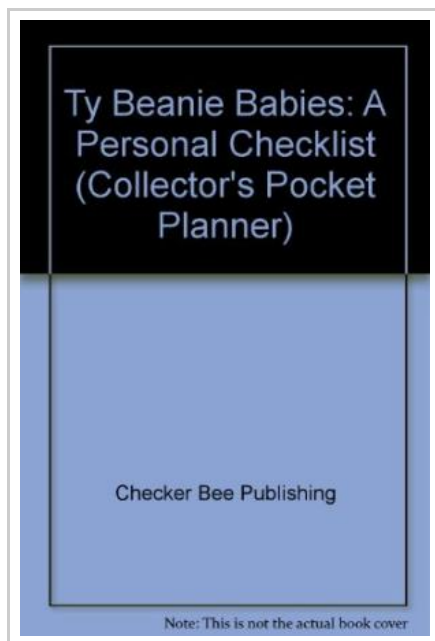 Ty Beanie Babies: A
Personal Checklist
(Collector's Pocket
Planner)
Checker Bee Publishing
Note: This is not the actual book cover